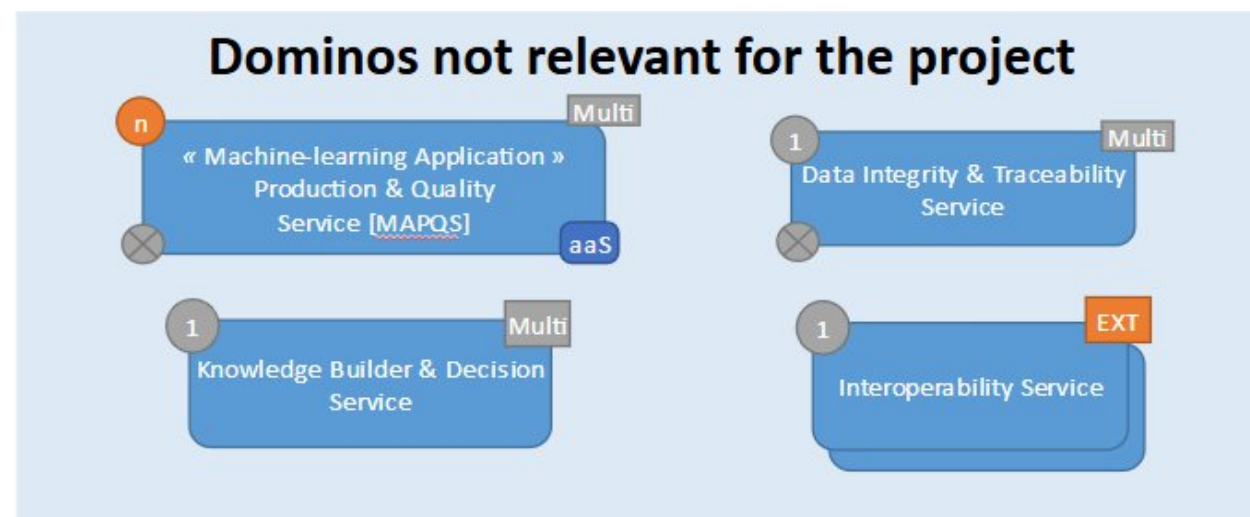 Dominos not relevant for the project
n
Multi
« Machine-learning Application »
Production & Quality
Service [MAPQS]
aaS
1
Multi
Data Integrity & Traceability
Service
1
Multi
Knowledge Builder & Decision
Service
1
EXT
Interoperability Service